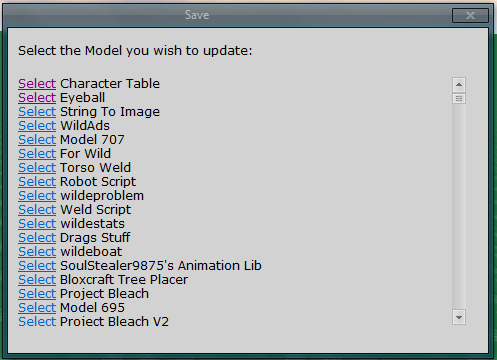 Save
Select the Model you wish to update:
Select Character Table
Select Eyeball
Select String To Image
Select WildAds
Select Model 707
Select For Wild
Select Torso Weld
Select Robot Script
Select wildeproblem
Select Weld Script
Select wildestats
Select Drags Stuff
Select wildeboat
Select SoulStealer9875's Animation Lib
Select Bloxcraft Tree Placer
Select Project Bleach
Select Model 695
Select Project Bleach V2